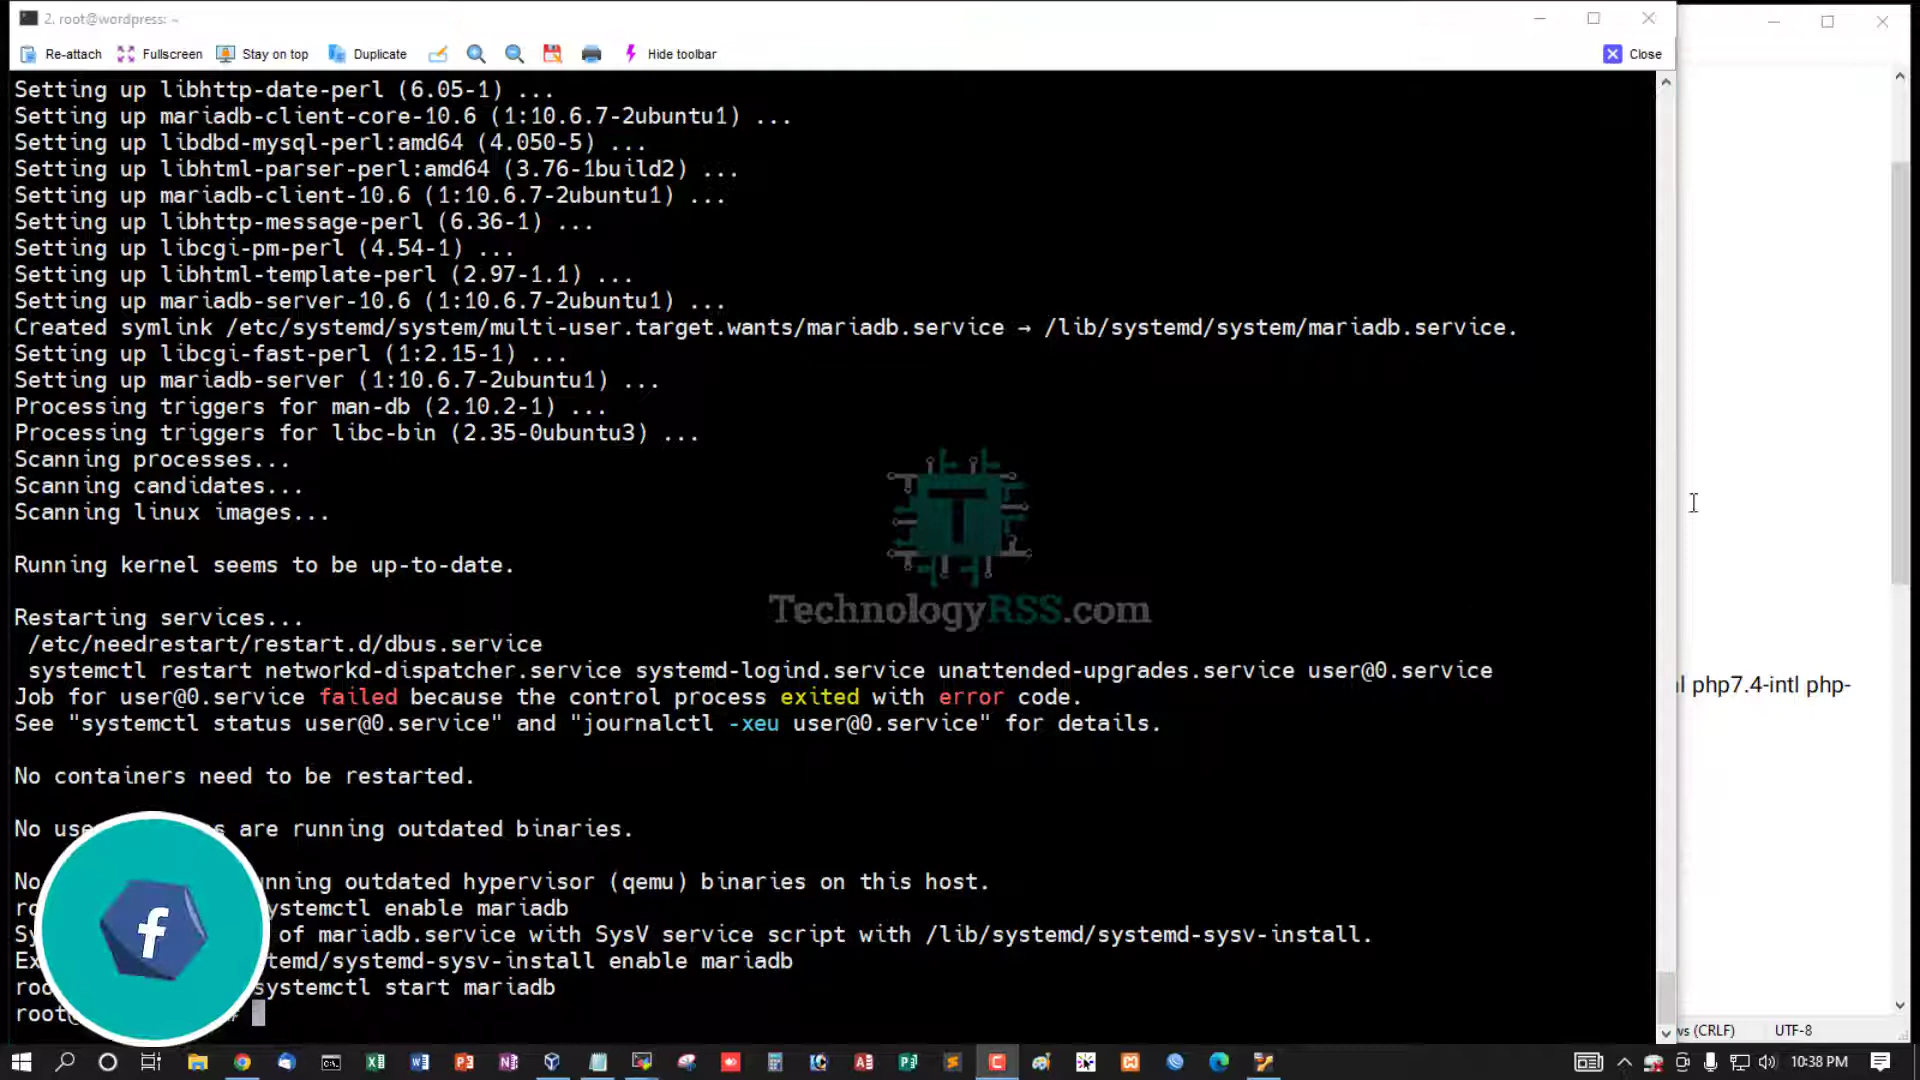 2. root@wordpress: ~
Re-attach Fullscreen Stay on top Duplicate Hide toolbar Close
Setting up libhttp-date-perl (6.05-1) ...
Setting up mariadb-client-core-10.6 (1:10.6.7-2ubuntu1) ...
Setting up libdbd-mysql-perl:amd64 (4.050-5) ...
Setting up libhtml-parser-perl:amd64 (3.76-1build2) ...
Setting up mariadb-client-10.6 (1:10.6.7-2ubuntu1) ...
Setting up libhttp-message-perl (6.36-1) ...
Setting up libcgi-pm-perl (4.54-1) ...
Setting up libhtml-template-perl (2.97-1.1) ...
Setting up mariadb-server-10.6 (1:10.6.7-2ubuntu1) ...
Created symlink /etc/systemd/system/multi-user.target.wants/mariadb.service → /lib/systemd/system/mariadb.service.
Setting up libcgi-fast-perl (1:2.15-1) ...
Setting up mariadb-server (1:10.6.7-2ubuntu1) ...
Processing triggers for man-db (2.10.2-1) ...
Processing triggers for libc-bin (2.35-0ubuntu3) ...
Scanning processes...
Scanning candidates...
Scanning linux images...
Running kernel seems to be up-to-date.
Restarting services...
/etc/needrestart/restart.d/dbus.service
systemctl restart networkd-dispatcher.service systemd-logind.service unattended-upgrades.service user@0.service
Job for user@0.service failed because the control process exited with error code.
See "systemctl status user@0.service" and "journalctl -xeu user@0.service" for details.
No containers need to be restarted.
No are running outdated binaries.
No outdated hypervisor (qemu) binaries on this host.
enable mariadb
of mariadb.service with SysV service script with /lib/systemd/systemd-sysv-install.
enable mariadb
systemctl start mariadb
root@ #
TechnologyRSS.com
php7.4-intl php-
(CRLF) UTF-8
10:38 PM